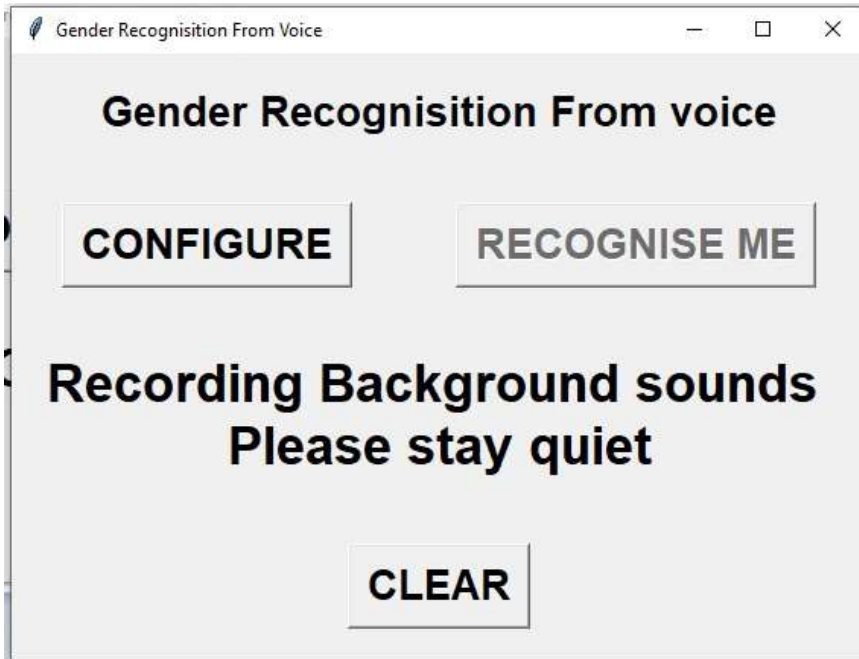 Gender Recognisition From Voice
Gender Recognisition From voice
CONFIGURE RECOGNISE ME
Recording Background sounds
Please stay quiet
CLEAR